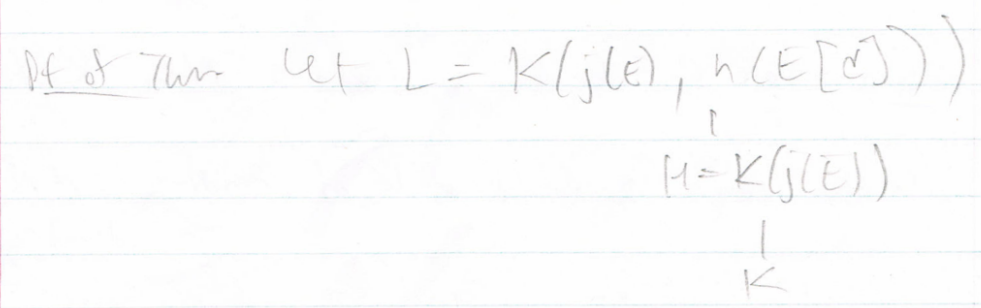 Pf of Thm let L = K(j(E), h(E[d]))
|
H = K(j(E))
|
K